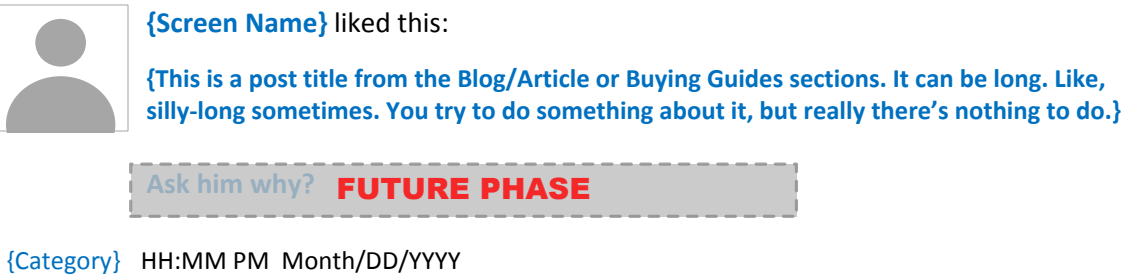 {Screen Name} liked this:
{This is a post title from the Blog/Article or Buying Guides sections. It can be long. Like,
silly-long sometimes. You try to do something about it, but really there’s nothing to do.}
Ask him why? FUTURE PHASE
{Category} HH:MM PM Month/DD/YYYY